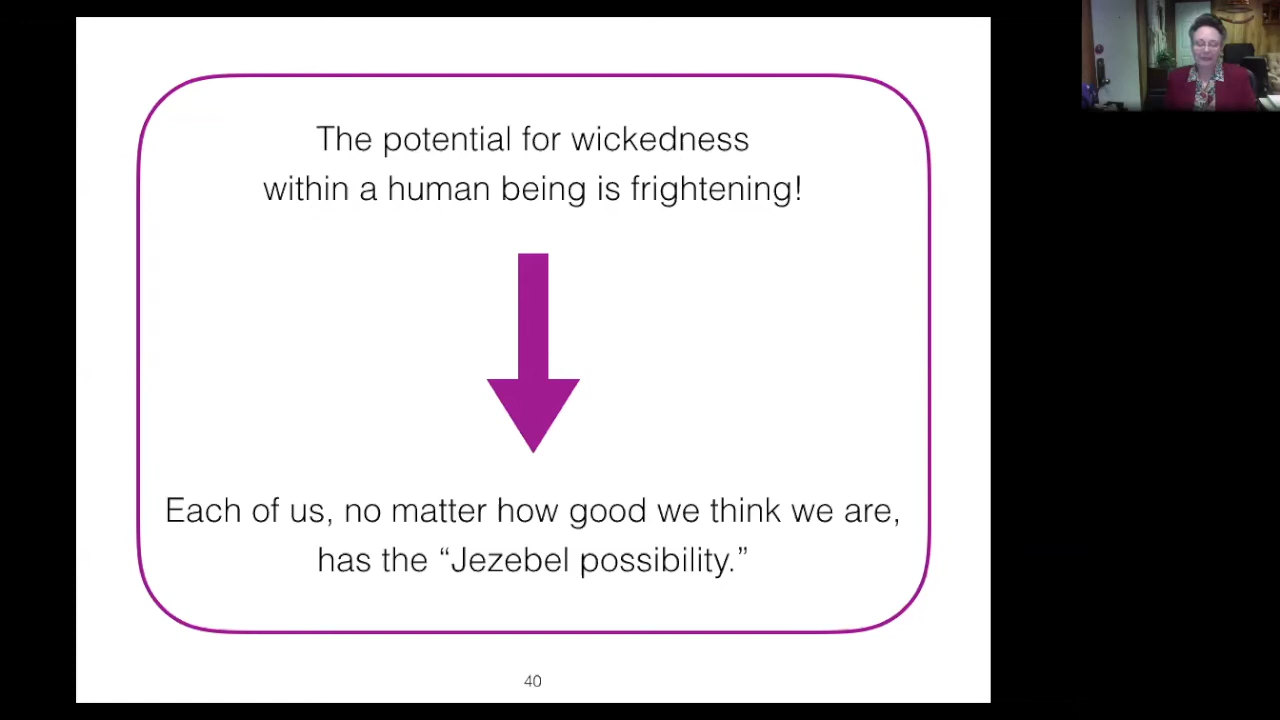 The potential for wickedness
within a human being is frightening!
Each of us, no matter how good we think we are,
has the “Jezebel possibility.”
40